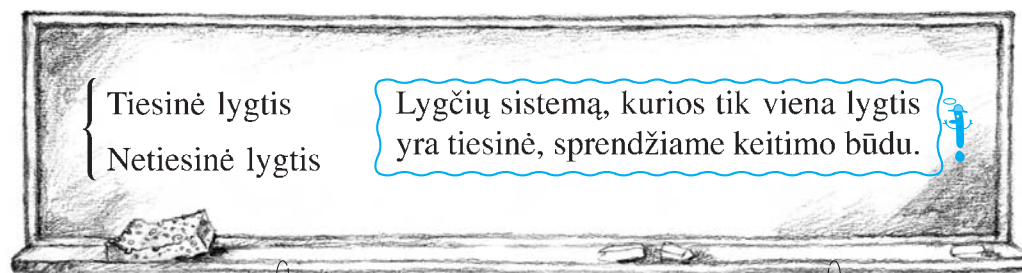 Tiesinė lygtis
Netiesinė lygtis
Lygčių sistemą, kurios tik viena lygtis
yra tiesinė, sprendžiame keitimo būdu.